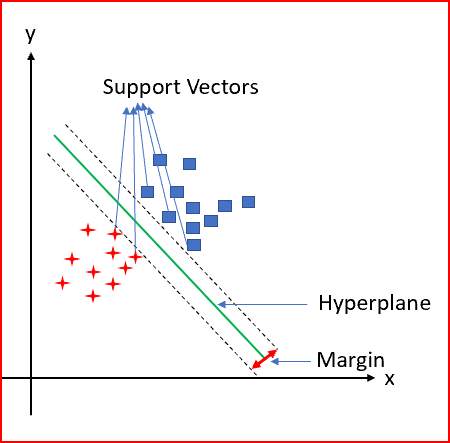 y
Support Vectors
Hyperplane
Margin
x